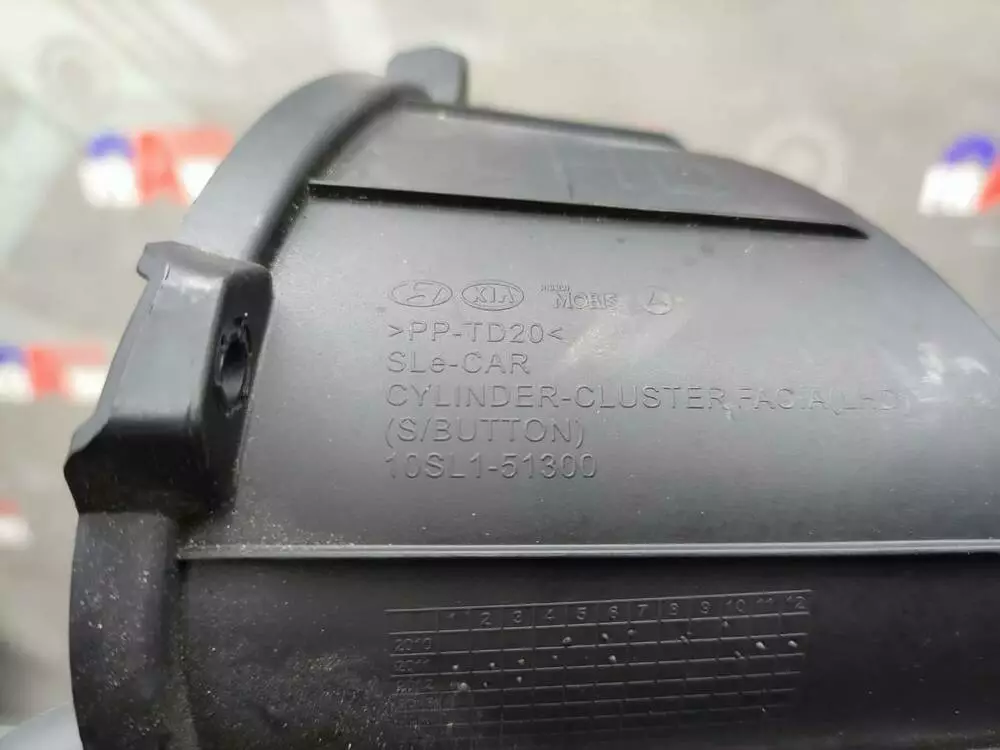 KIA MOBIS
>PP-TD20<
SLe-CAR
CYLINDER-CLUSTER FACIA(LHD)
(S/BUTTON)
10SL1-51300
1 2 3 4 5 6 7 8 9 10 11 12
2010
2011